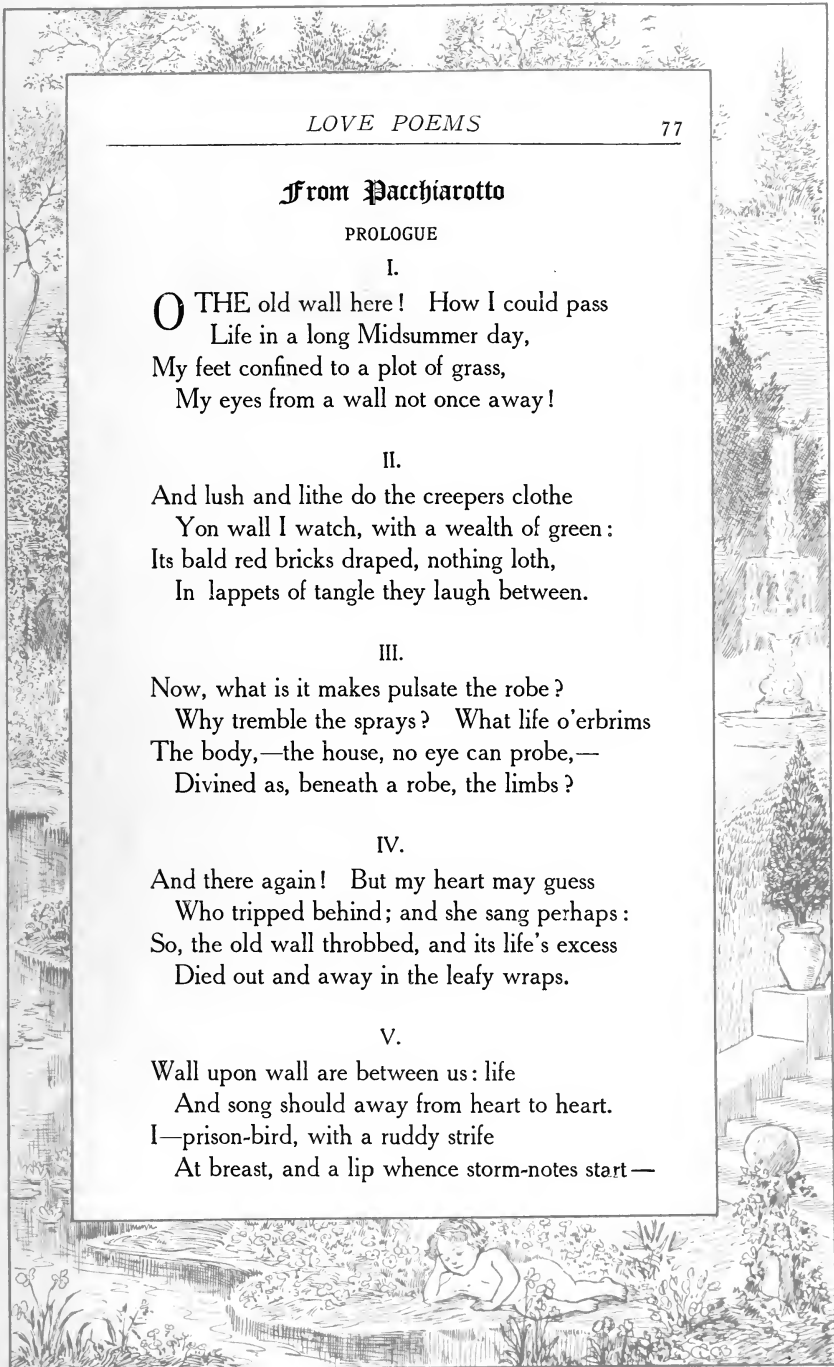 LOVE POEMS 77
From Pacchiarotto
PROLOGUE
I.
O THE old wall here! How I could pass
Life in a long Midsummer day,
My feet confined to a plot of grass,
My eyes from a wall not once away!
II.
And lush and lithe do the creepers clothe
Yon wall I watch, with a wealth of green:
Its bald red bricks draped, nothing loth,
In lappets of tangle they laugh between.
III.
Now, what is it makes pulsate the robe?
Why tremble the sprays? What life o'erbrims
The body,—the house, no eye can probe,—
Divined as, beneath a robe, the limbs?
IV.
And there again! But my heart may guess
Who tripped behind; and she sang perhaps:
So, the old wall throbbed, and its life's excess
Died out and away in the leafy wraps.
V.
Wall upon wall are between us: life
And song should away from heart to heart.
I—prison-bird, with a ruddy strife
At breast, and a lip whence storm-notes start—